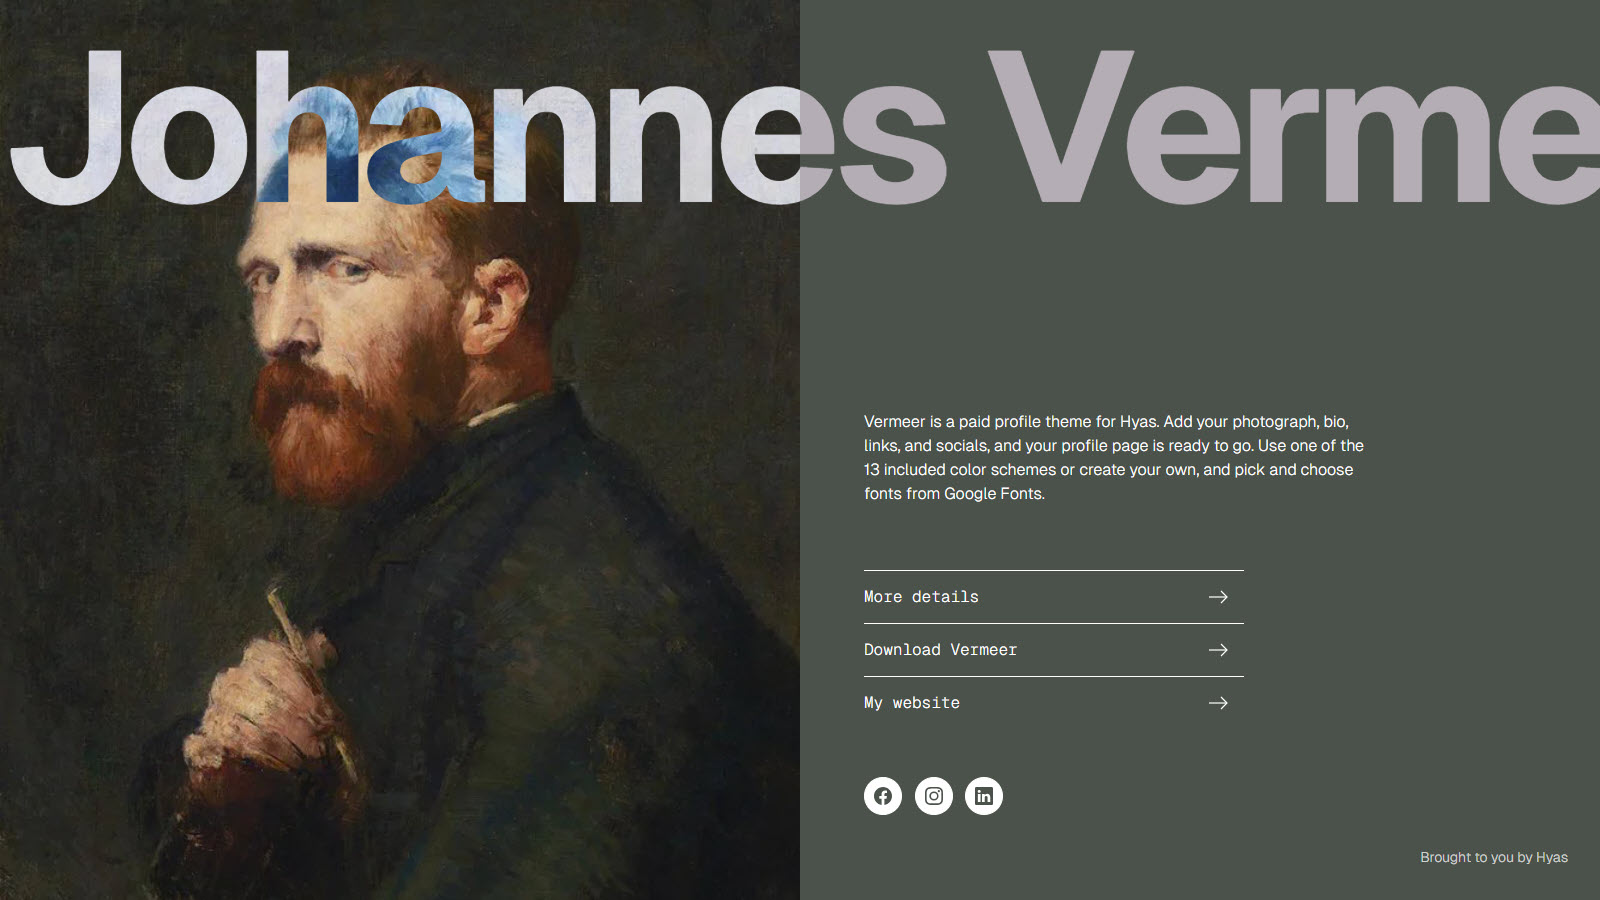 Johannes Verme
Vermeer is a paid profile theme for Hyas. Add your photograph, bio,
links, and socials, and your profile page is ready to go. Use one of the
13 included color schemes or create your own, and pick and choose
fonts from Google Fonts.
More details
Download Vermeer
My website
Brought to you by Hyas